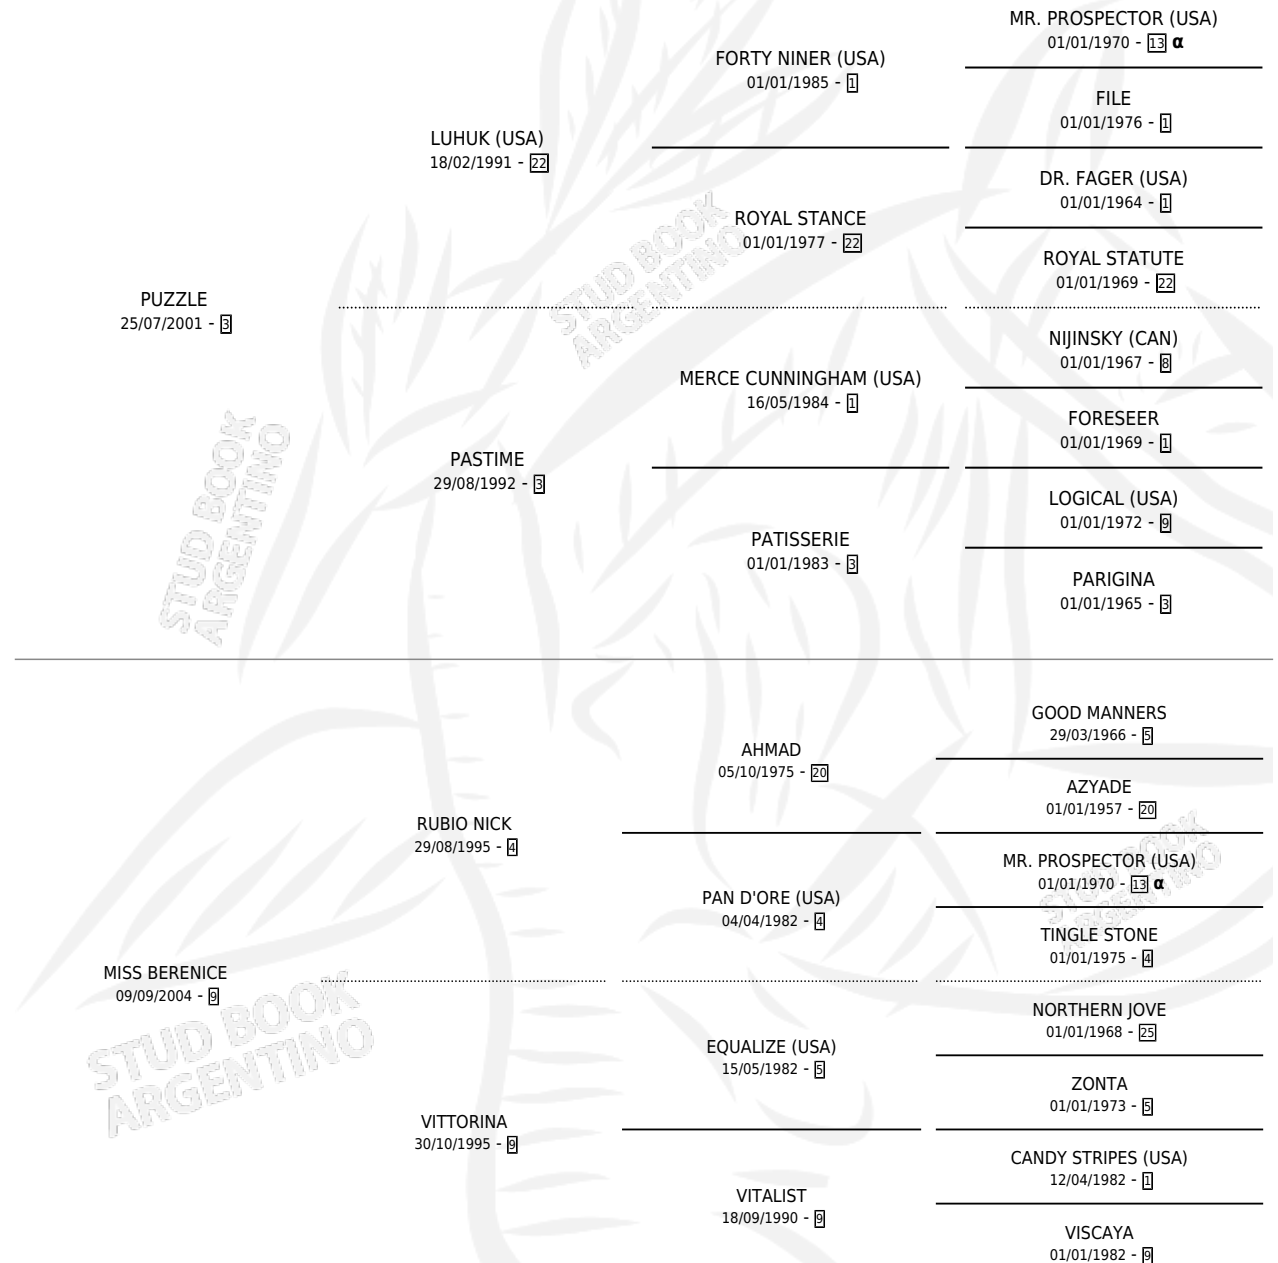 MR. PROSPECTOR (USA)
01/01/1970 - 13 α
FORTY NINER (USA)
01/01/1985 - 1
FILE
01/01/1976 - 1
LUHUK (USA)
18/02/1991 - 22
DR. FAGER (USA)
01/01/1964 - 1
ROYAL STANCE
01/01/1977 - 22
ROYAL STATUTE
01/01/1969 - 22
PUZZLE
25/07/2001 - 3
NIJINSKY (CAN)
01/01/1967 - 8
MERCE CUNNINGHAM (USA)
16/05/1984 - 1
FORESEER
01/01/1969 - 1
PASTIME
29/08/1992 - 3
LOGICAL (USA)
01/01/1972 - 9
PATISSERIE
01/01/1983 - 3
PARIGINA
01/01/1965 - 3
GOOD MANNERS
29/03/1966 - 5
AHMAD
05/10/1975 - 20
AZYADE
01/01/1957 - 20
RUBIO NICK
29/08/1995 - 4
MR. PROSPECTOR (USA)
01/01/1970 - 13 α
PAN D'ORE (USA)
04/04/1982 - 4
TINGLE STONE
01/01/1975 - 4
MISS BERENICE
09/09/2004 - 9
NORTHERN JOVE
01/01/1968 - 25
EQUALIZE (USA)
15/05/1982 - 5
ZONTA
01/01/1973 - 5
VITTORINA
30/10/1995 - 9
CANDY STRIPES (USA)
12/04/1982 - 1
VITALIST
18/09/1990 - 9
VISCAYA
01/01/1982 - 9
STUD BOOK
ARGENTINO
STUD BOOK
ARGENTINO
STUD BOOK
ARGENTINO
STUD BOOK
ARGENTINO